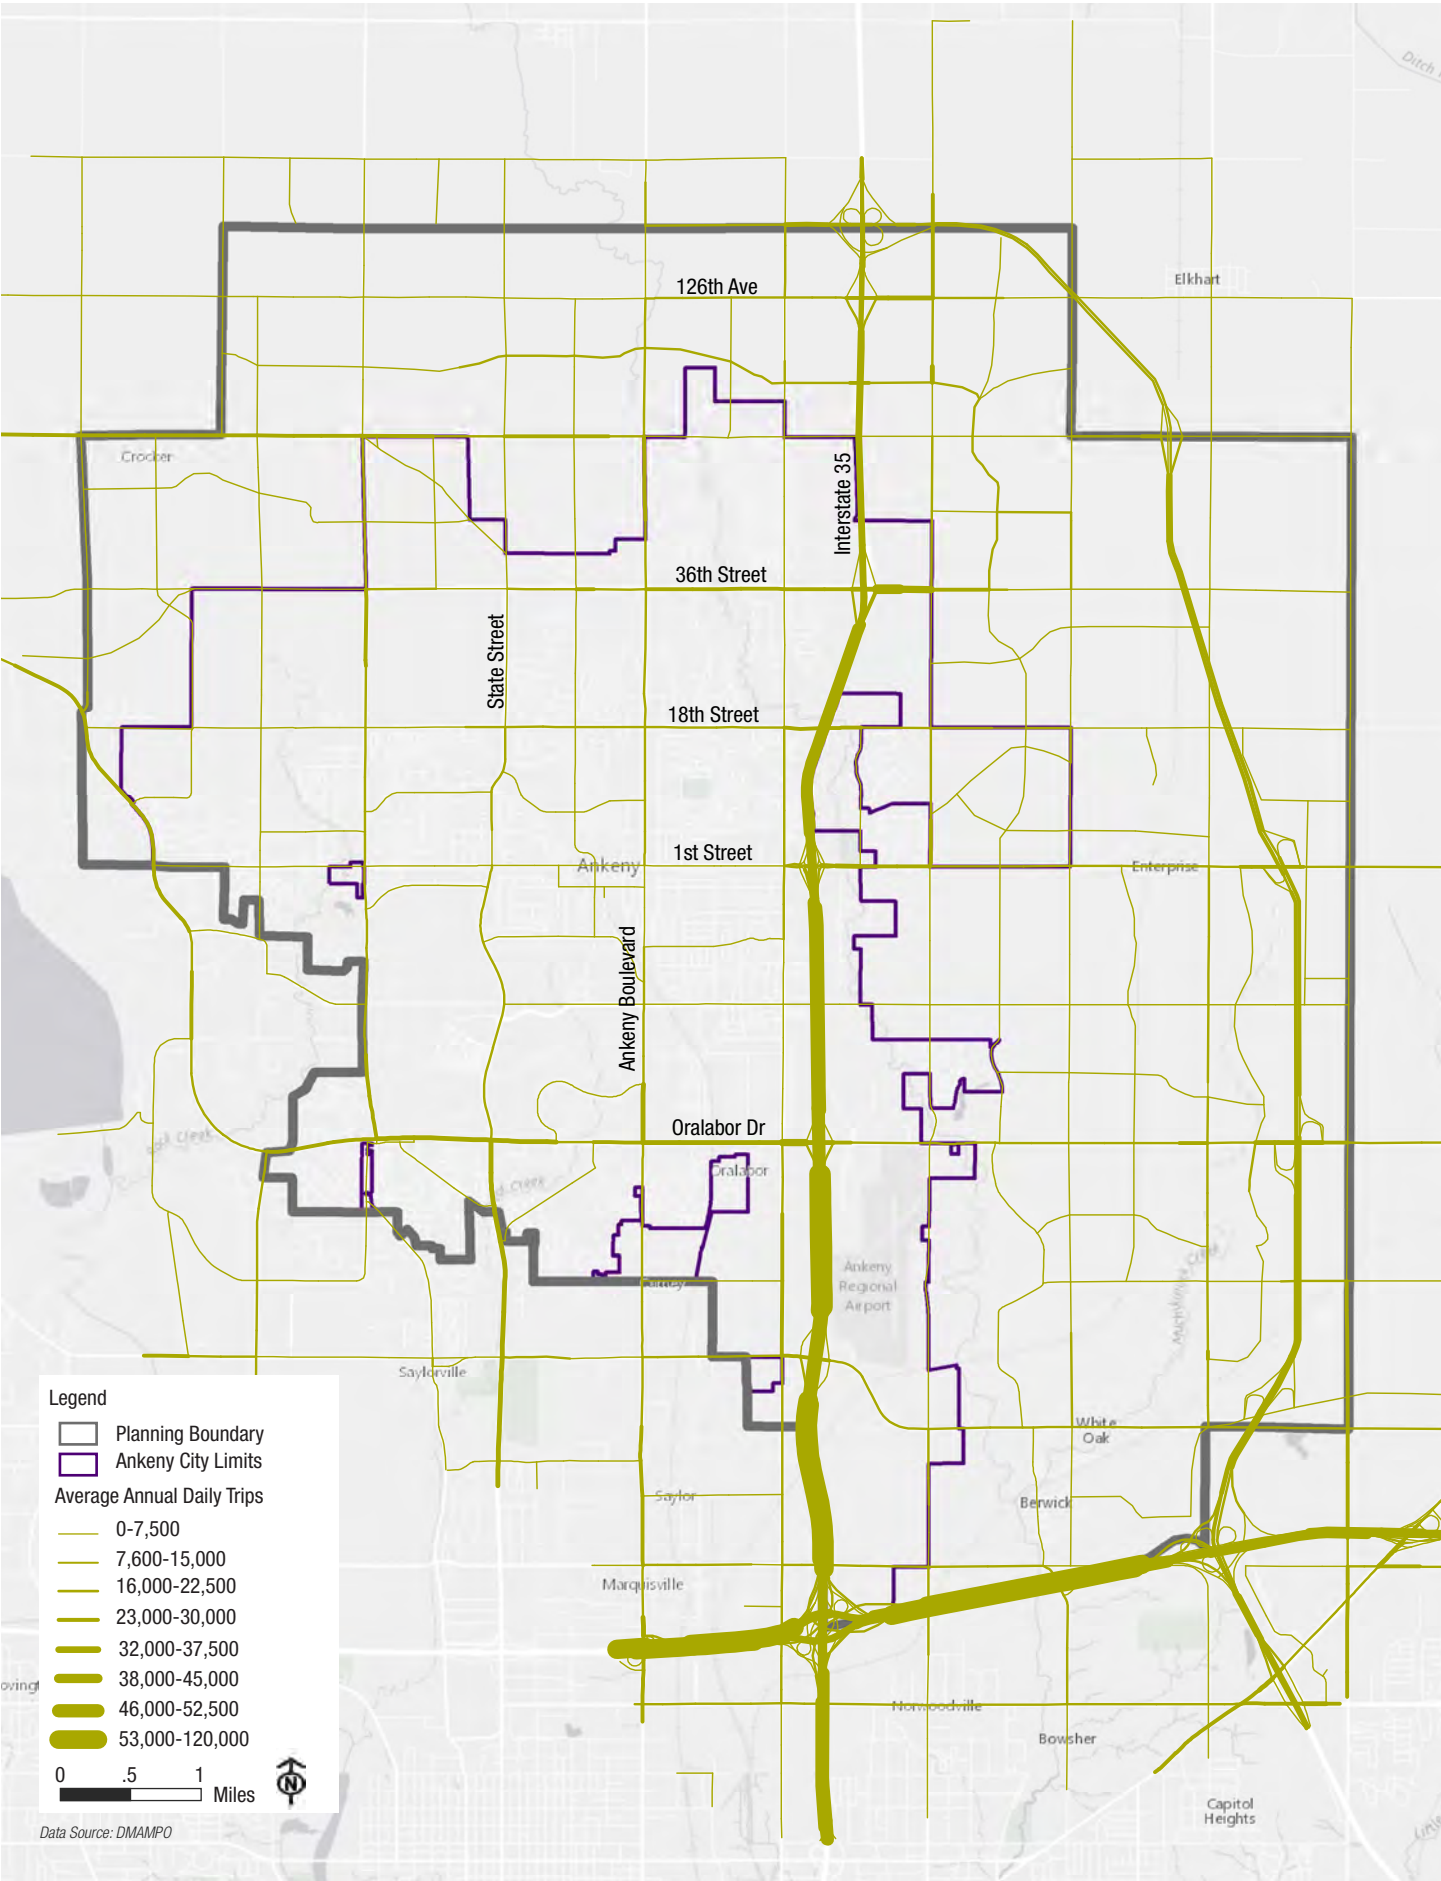 Ditch
Elkhart
126th Ave
Crocker
Interstate 35
36th Street
State Street
18th Street
1st Street
Ankeny
Enterprise
Ankeny Boulevard
Oralabor Dr
Rock Creek
Oralabor
Creek
Ankeny
Regional
Airport
Saylorville
White
Oak
Saylor
Berwick
Marquisville
Norwoodville
Bowsher
Capitol
Heights
Legend
Planning Boundary
Ankeny City Limits
Average Annual Daily Trips
0-7,500
7,600-15,000
16,000-22,500
23,000-30,000
32,000-37,500
38,000-45,000
46,000-52,500
53,000-120,000
0 .5 1
Miles
N
Data Source: DMAMPO